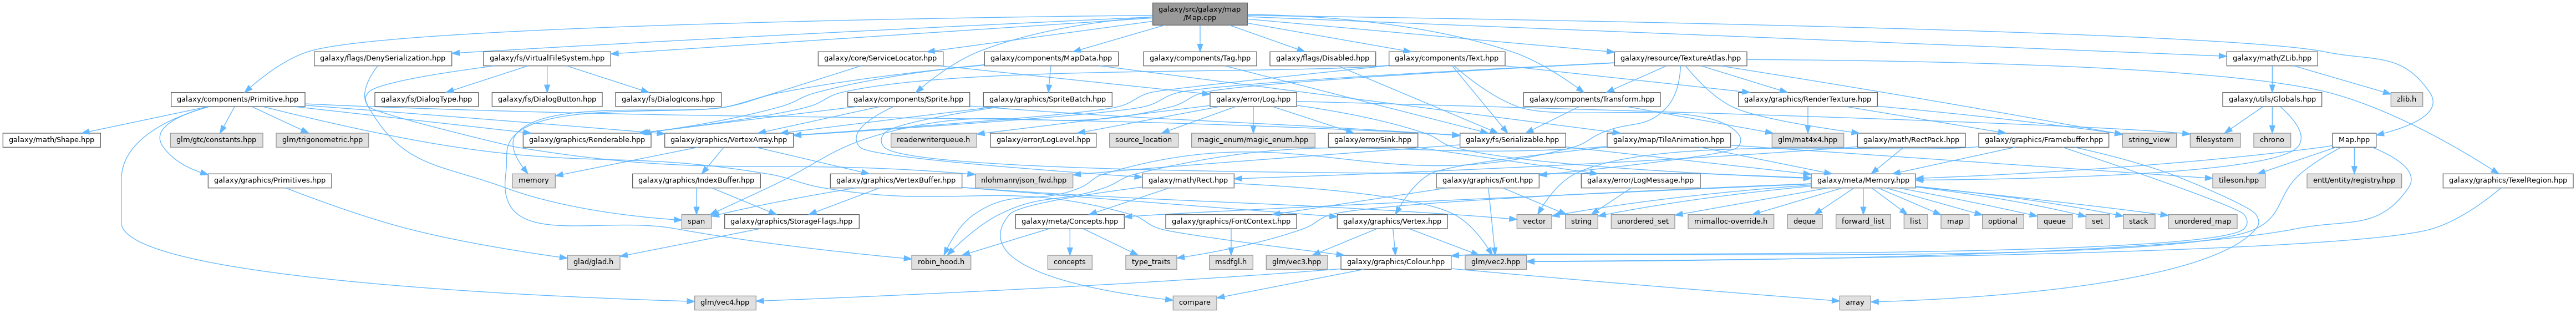 galaxy/src/galaxy/map
/Map.cpp
galaxy/flags/DenySerialization.hpp
galaxy/fs/VirtualFileSystem.hpp
galaxy/core/ServiceLocator.hpp
galaxy/components/MapData.hpp
galaxy/components/Tag.hpp
galaxy/flags/Disabled.hpp
galaxy/components/Text.hpp
galaxy/resource/TextureAtlas.hpp
galaxy/math/ZLib.hpp
galaxy/components/Primitive.hpp
galaxy/fs/DialogType.hpp
galaxy/fs/DialogButton.hpp
galaxy/fs/DialogIcons.hpp
galaxy/components/Sprite.hpp
galaxy/graphics/SpriteBatch.hpp
galaxy/error/Log.hpp
galaxy/components/Transform.hpp
galaxy/graphics/RenderTexture.hpp
galaxy/utils/Globals.hpp
zlib.h
galaxy/math/Shape.hpp
glm/gtc/constants.hpp
glm/trigonometric.hpp
galaxy/graphics/Renderable.hpp
galaxy/graphics/VertexArray.hpp
readerwriterqueue.h
galaxy/error/LogLevel.hpp
source_location
magic_enum/magic_enum.hpp
galaxy/error/Sink.hpp
galaxy/fs/Serializable.hpp
galaxy/map/TileAnimation.hpp
glm/mat4x4.hpp
galaxy/math/RectPack.hpp
galaxy/graphics/Framebuffer.hpp
string_view
filesystem
chrono
Map.hpp
galaxy/graphics/Primitives.hpp
memory
galaxy/graphics/IndexBuffer.hpp
galaxy/graphics/VertexBuffer.hpp
nlohmann/json_fwd.hpp
galaxy/math/Rect.hpp
galaxy/graphics/Font.hpp
galaxy/error/LogMessage.hpp
galaxy/meta/Memory.hpp
tileson.hpp
entt/entity/registry.hpp
galaxy/graphics/TexelRegion.hpp
span
galaxy/graphics/StorageFlags.hpp
galaxy/meta/Concepts.hpp
galaxy/graphics/FontContext.hpp
galaxy/graphics/Vertex.hpp
vector
string
unordered_set
mimalloc-override.h
deque
forward_list
list
map
optional
queue
set
stack
unordered_map
glad/glad.h
robin_hood.h
concepts
type_traits
msdfgl.h
glm/vec3.hpp
galaxy/graphics/Colour.hpp
glm/vec2.hpp
glm/vec4.hpp
compare
array